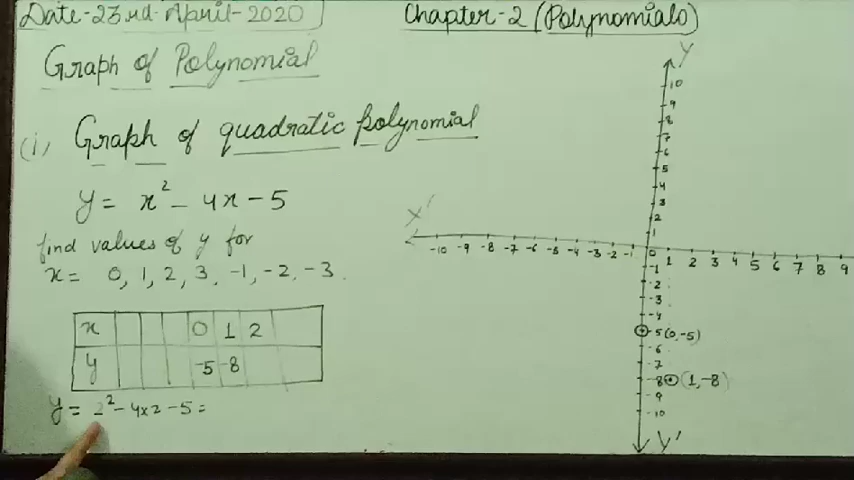 Date-23rd-April-2020
Chapter-2 (Polynomials)
Graph of Polynomial
(i) Graph of quadratic polynomial
y = x² - 4x - 5
find values of y for
x = 0, 1, 2, 3, -1, -2, -3.
x 0 1 2
y -5 -8
y = 2² - 4x2 - 5 =
Y
10
9
8
7
6
5
4
3
2
1
X'
-10 -9 -8 -7 -6 -5 -4 -3 -2 -1 0 1 2 3 4 5 6 7 8 9
-1
-2
-3
-4
-5 (0,-5)
-6
-7
-8 (1,-8)
-9
-10
Y'